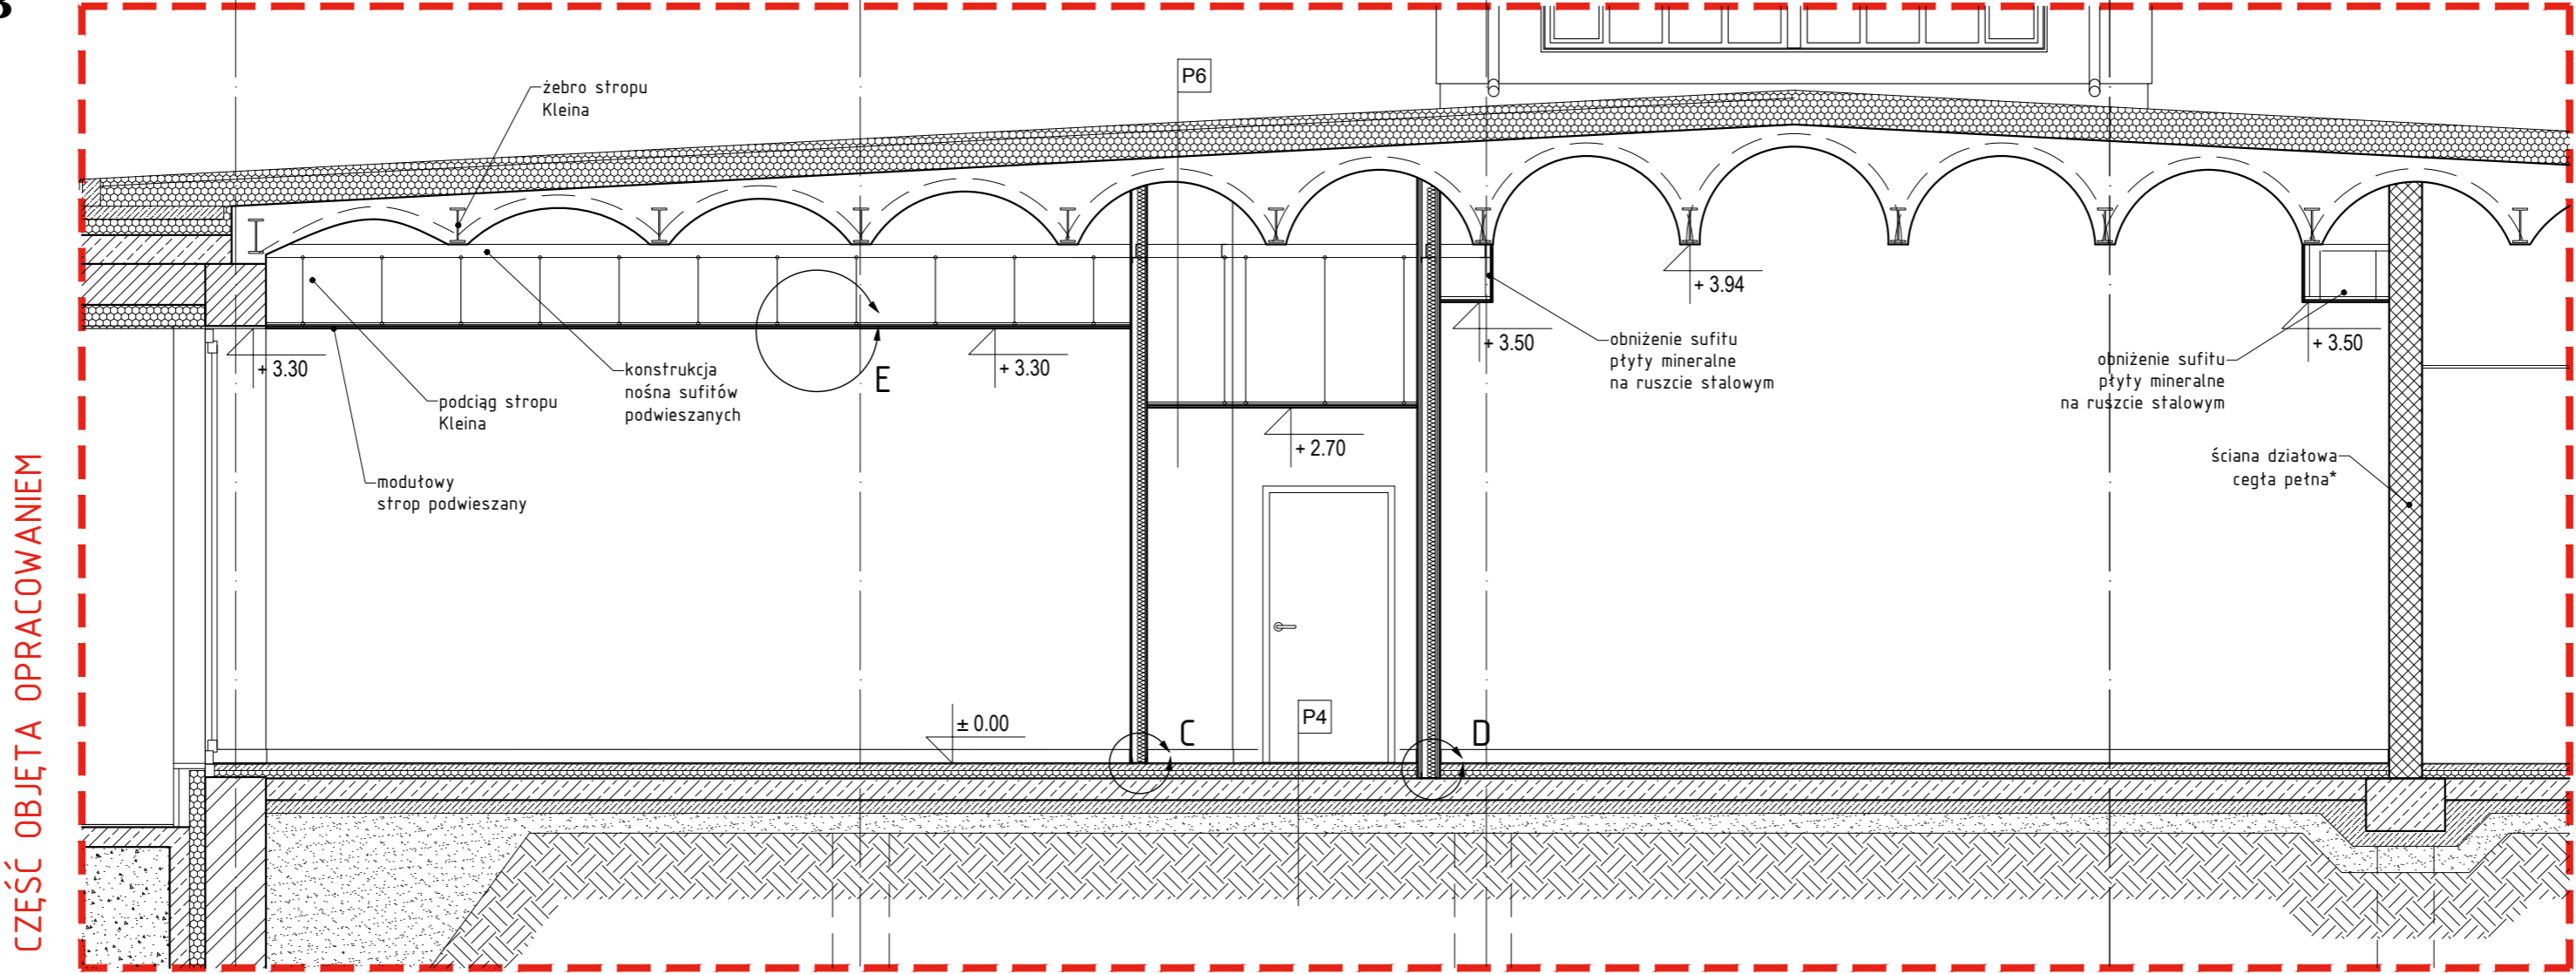 B
P6
żebro stropu
Kleina
+ 3.94
+ 3.50
obniżenie sufitu
płyty mineralne
na ruszcie stalowym
+ 3.50
obniżenie sufitu
płyty mineralne
na ruszcie stalowym
+ 3.30
konstrukcja
nośna sufitów
podwieszanych
E
+ 3.30
podciąg stropu
Kleina
+ 2.70
modułowy
strop podwieszany
ściana działowa
cegła pełna*
± 0.00
C
P4
D
CZĘŚĆ OBJĘTA OPRACOWANIEM